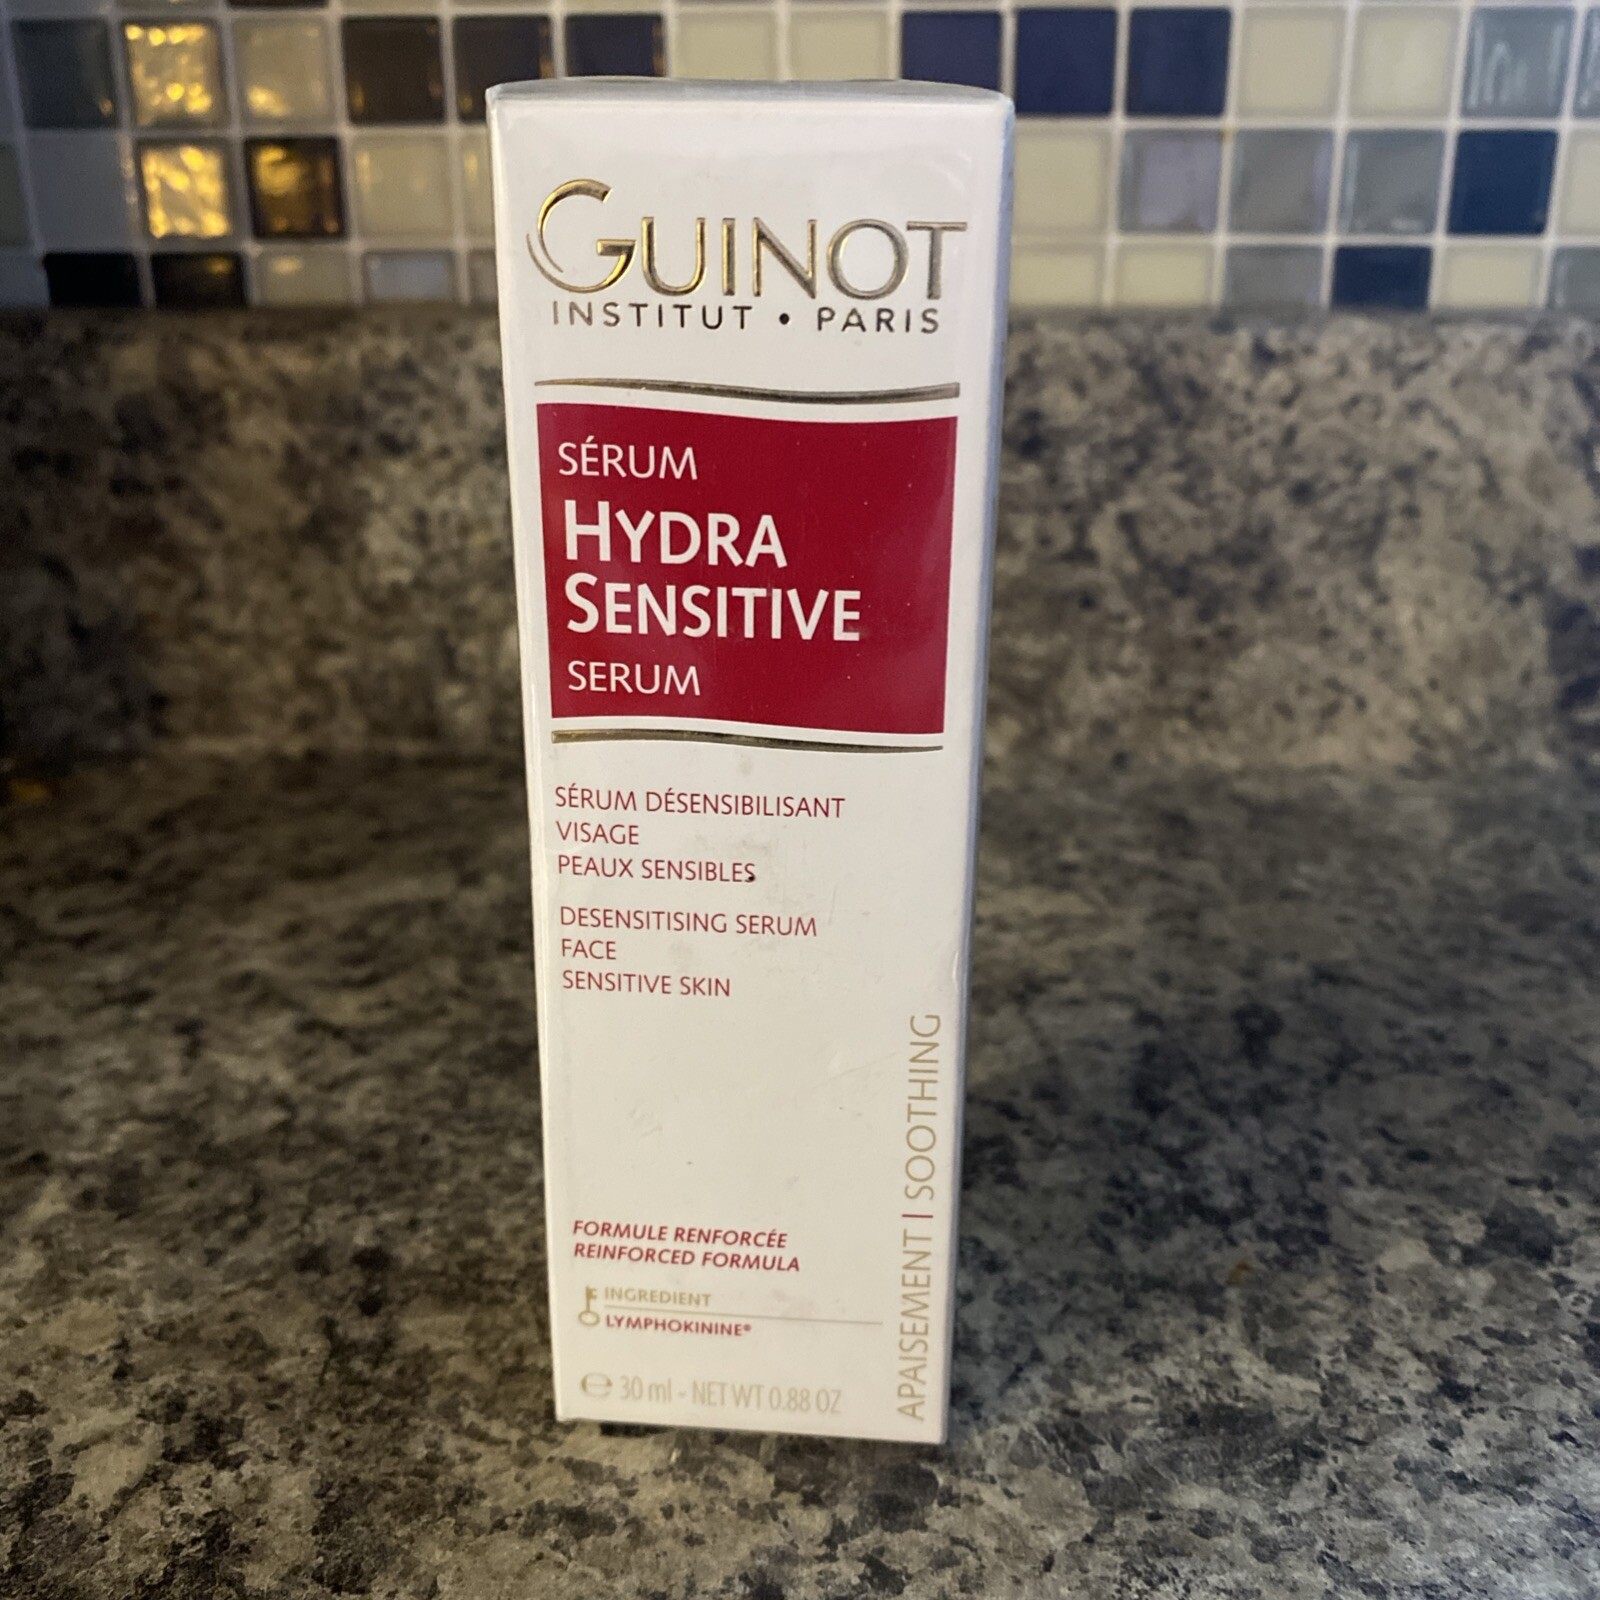 GUINOT
INSTITUT • PARIS
SÉRUM
HYDRA
SENSITIVE
SERUM
SÉRUM DÉSENSIBILISANT
VISAGE
PEAUX SENSIBLES
DESENSITISING SERUM
FACE
SENSITIVE SKIN
FORMULE RENFORCÉE
REINFORCED FORMULA
INGREDIENT
LYMPHOKININE®
℮ 30 ml - NET WT 0.88 OZ
APAISEMENT | SOOTHING